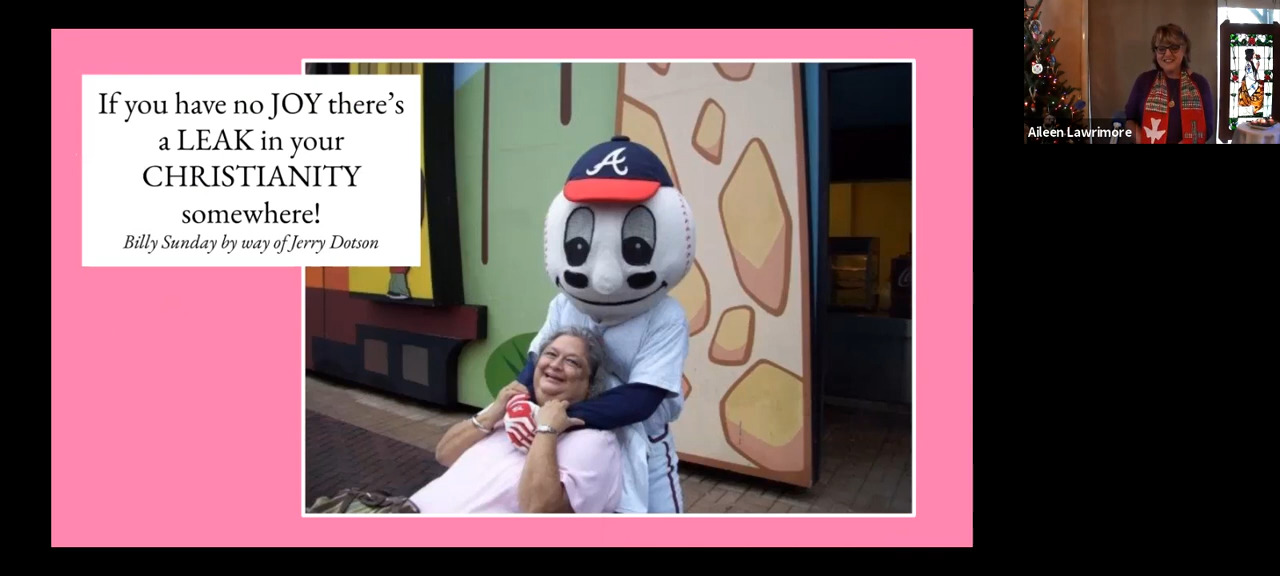 If you have no JOY there’s
a LEAK in your
CHRISTIANITY
somewhere!
Billy Sunday by way of Jerry Dotson
A
Aileen Lawrimore